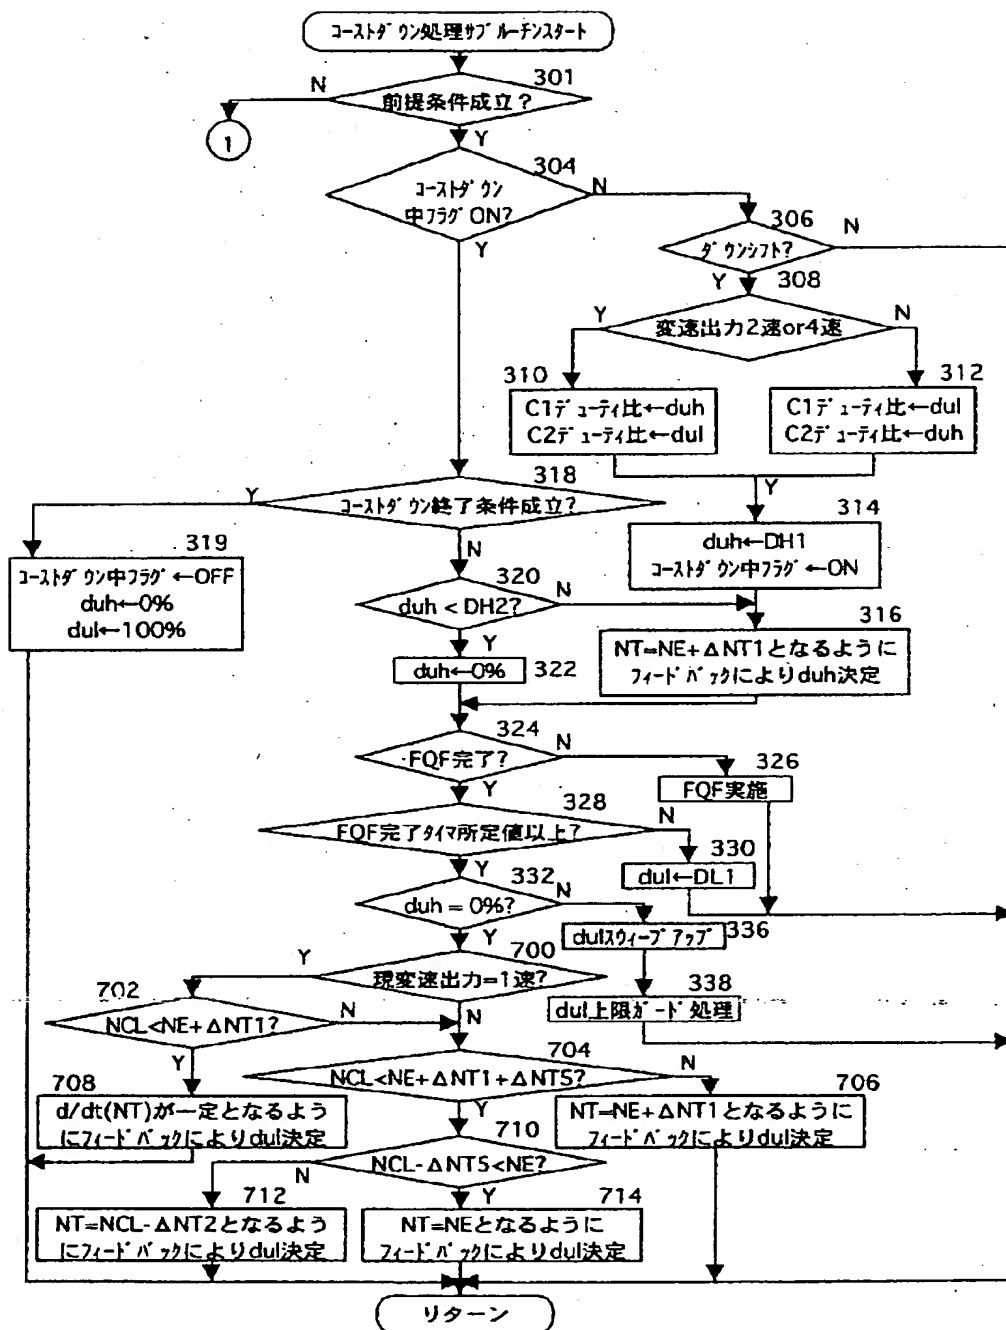 コーストダウン処理サブルーチンスタート
301
N
前提条件成立？
1
Y
304
コーストダウン
中フラグON?
N
Y
306
ダウンシフト?
N
Y
308
Y
変速出力2速or4速
N
310
C1デューティ比←duh
C2デューティ比←dul
312
C1デューティ比←dul
C2デューティ比←duh
318
Y
コーストダウン終了条件成立?
N
Y
314
duh←DH1
コーストダウン中フラグ←ON
319
コーストダウン中フラグ←OFF
duh←0%
dul←100%
320
duh < DH2?
N
Y
316
NT=NE+ΔNT1となるように
フィードバックによりduh決定
duh←0%
322
324
FQF完了?
N
Y
326
FQF実施
328
FQF完了タイマ所定値以上?
N
Y
330
dul←DL1
332
duh = 0%?
N
Y
dulスウィープアップ
336
700
Y
現変速出力=1速?
N
338
dul上限ガード処理
702
NCL<NE+ΔNT1?
N
Y
704
NCL<NE+ΔNT1+ΔNT5?
N
Y
708
d/dt(NT)が一定となるよう
にフィードバックによりdul決定
706
NT=NE+ΔNT1となるように
フィードバックによりdul決定
710
NCL-ΔNT5<NE?
N
Y
712
NT=NCL-ΔNT2となるよう
にフィードバックによりdul決定
714
NT=NEとなるように
フィードバックによりdul決定
リターン